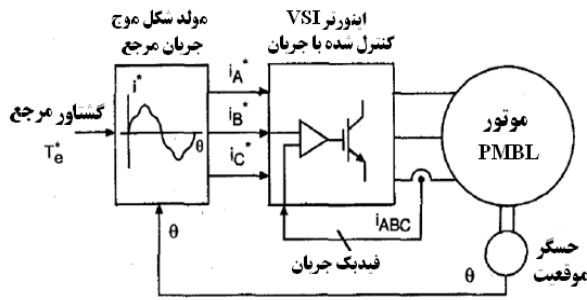 مولد شکل موج
جریان مرجع
اینورتر VSI
کنترل شده با جریان
گشتاور مرجع
Te*
i*
θ
iA*
iB*
iC*
موتور
PMBL
iABC
فیدبک جریان
θ
حسگر
موقعیت
θ